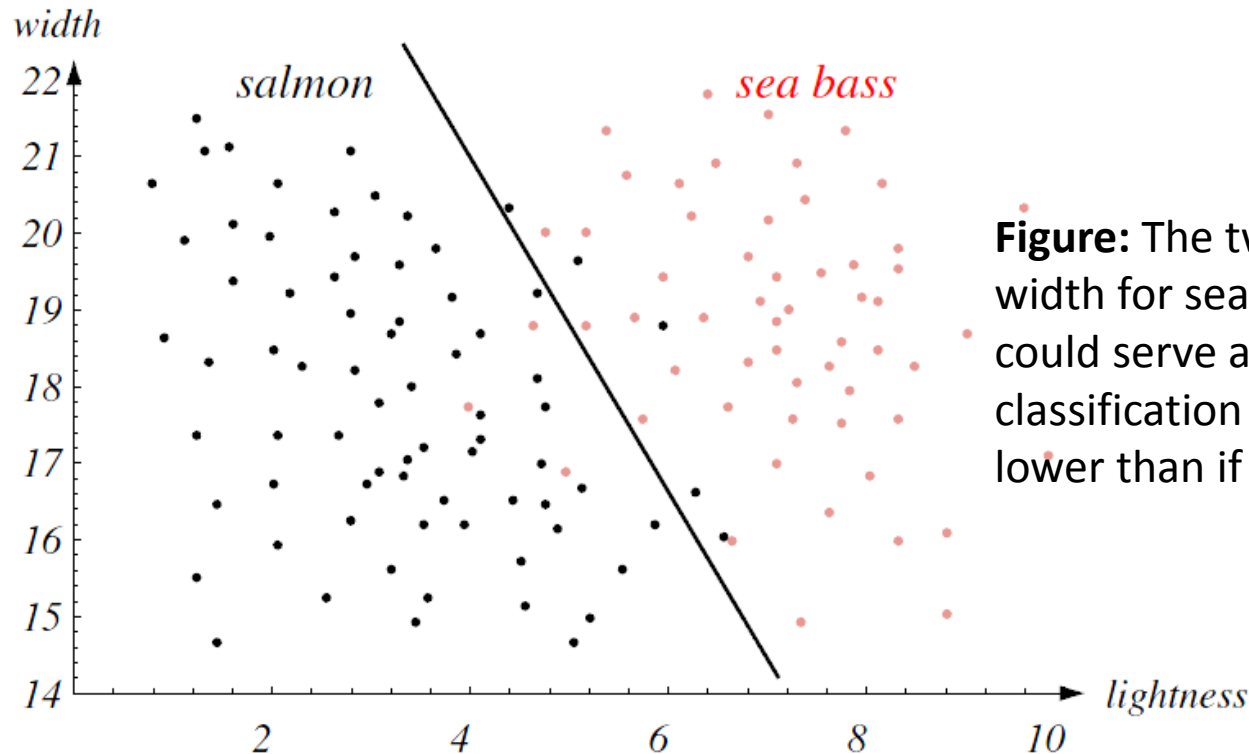 width
22
salmon
sea bass
21
20
19
18
17
16
15
14
lightness
2 4 6 8 10
Figure: The tw
width for sea
could serve a
classification
lower than if